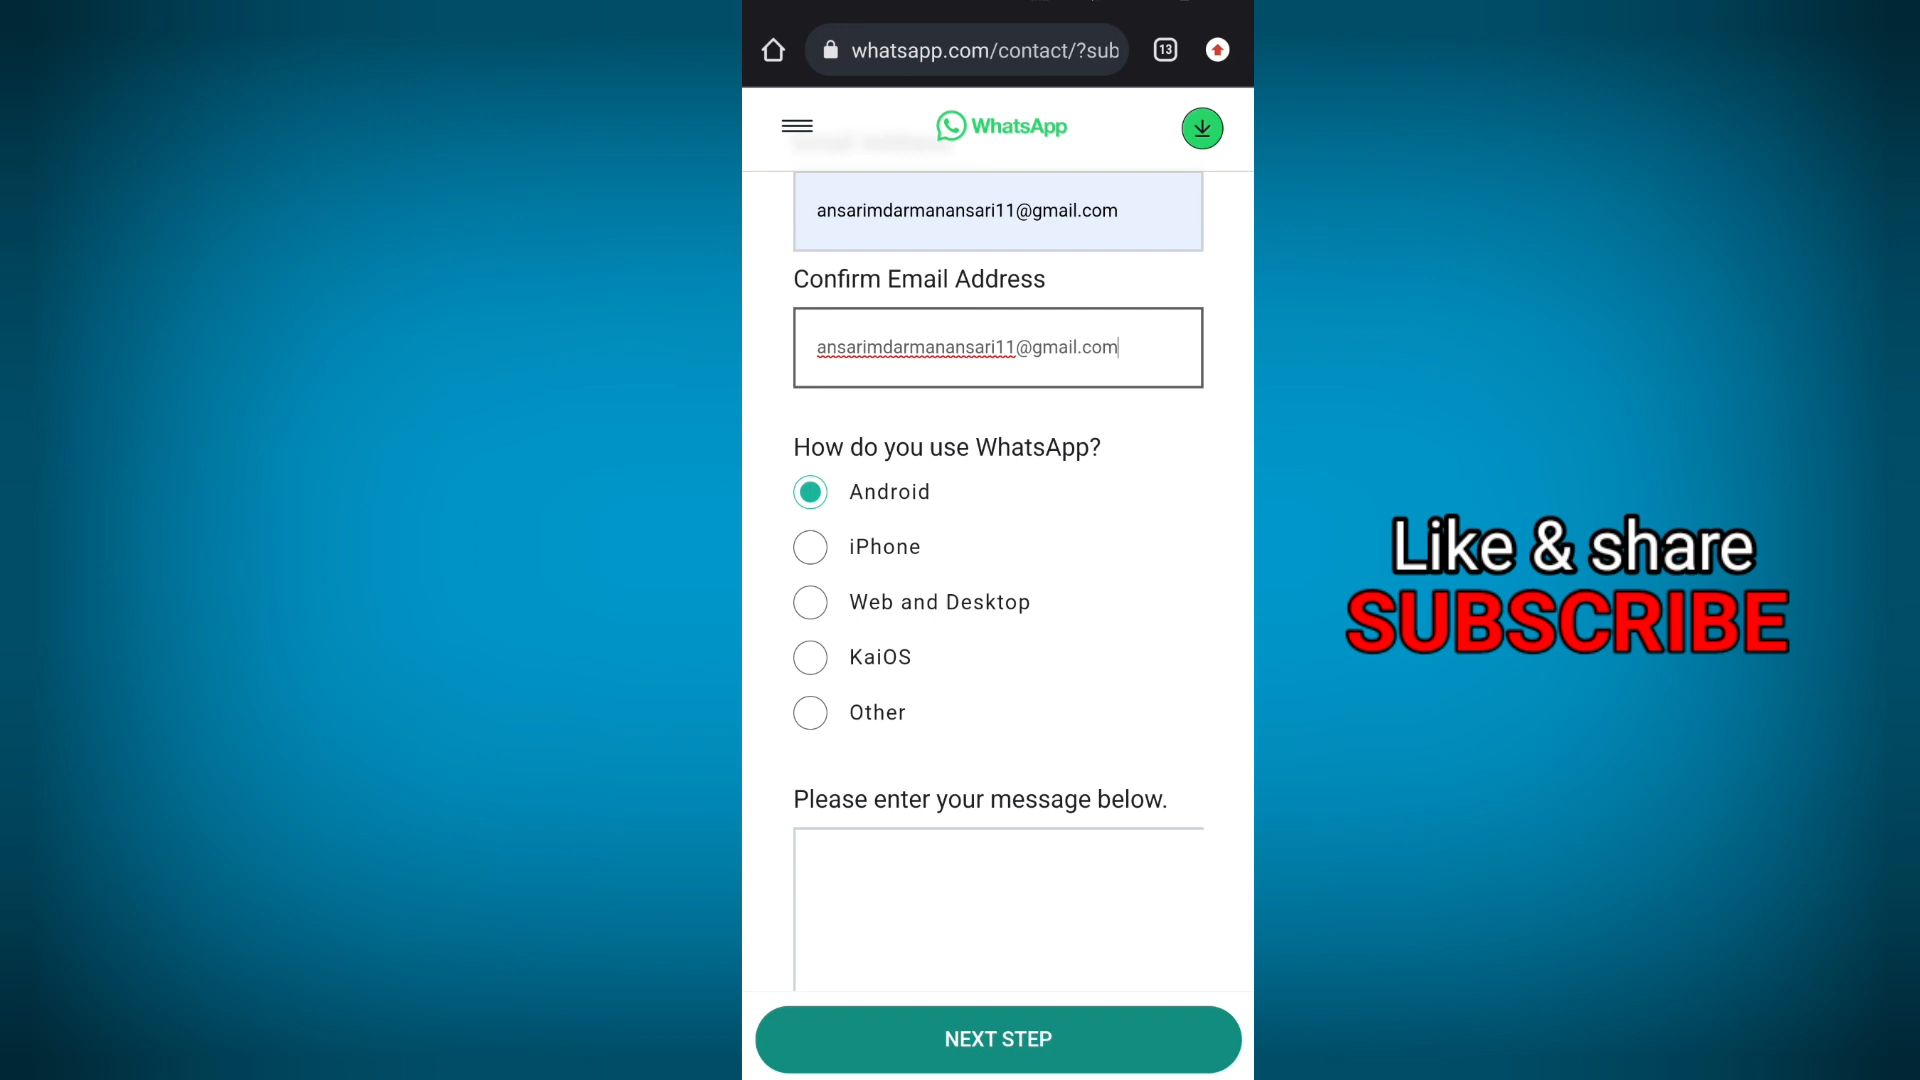 whatsapp.com/contact/?sub
13
WhatsApp
ansarimdarmanansari11@gmail.com
Confirm Email Address
ansarimdarmanansari11@gmail.com
How do you use WhatsApp?
Android
iPhone
Web and Desktop
KaiOS
Other
Please enter your message below.
NEXT STEP
Like & share
SUBSCRIBE